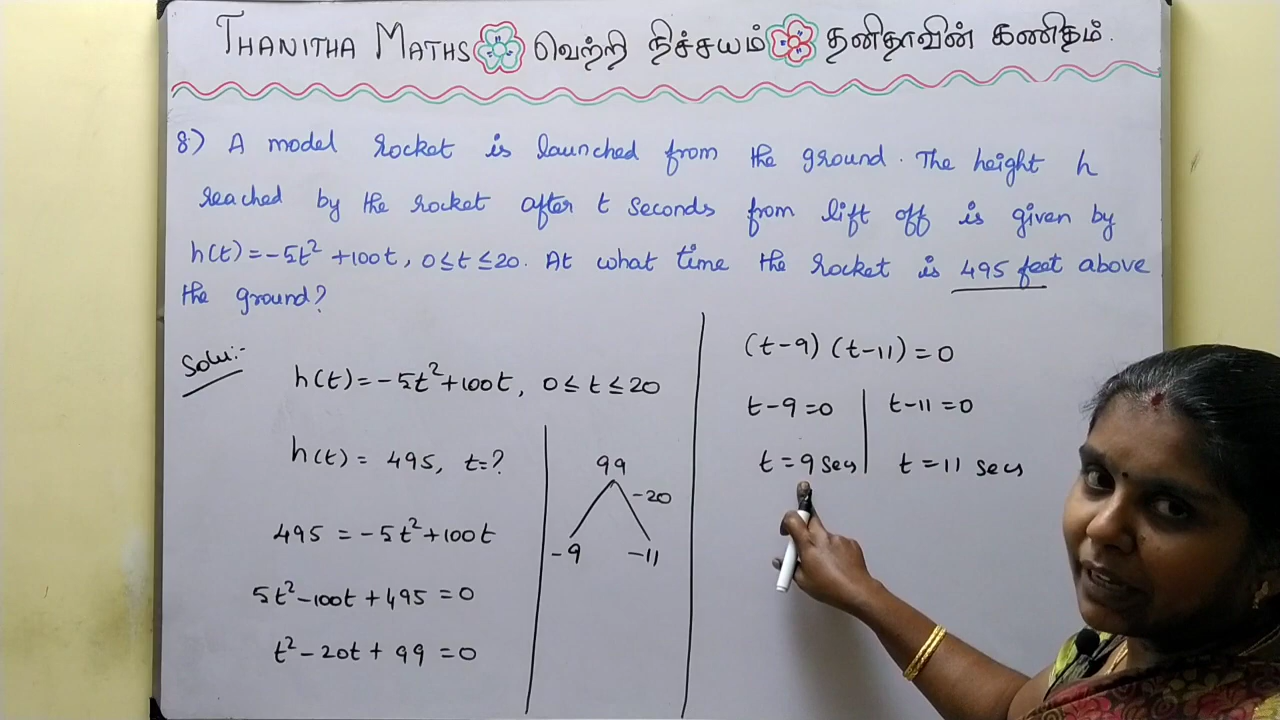 THANITHA MATHS வெற்றி நிச்சயம் தனிதாவின் கணிதம்.
8) A model rocket is launched from the ground. The height h
reached by the rocket after t seconds from lift off is given by
h(t)=-5t²+100t, 0≤t≤20. At what time the rocket is 495 feet above
the ground?
Solu:-
h(t)=-5t²+100t, 0≤t≤20
h(t)= 495, t=?
495 = -5t²+100t
5t²-100t+495=0
t²-20t+99=0
99
-20
-9 -11
(t-9) (t-11)=0
t-9=0 t-11=0
t=9 secs t=11 secs